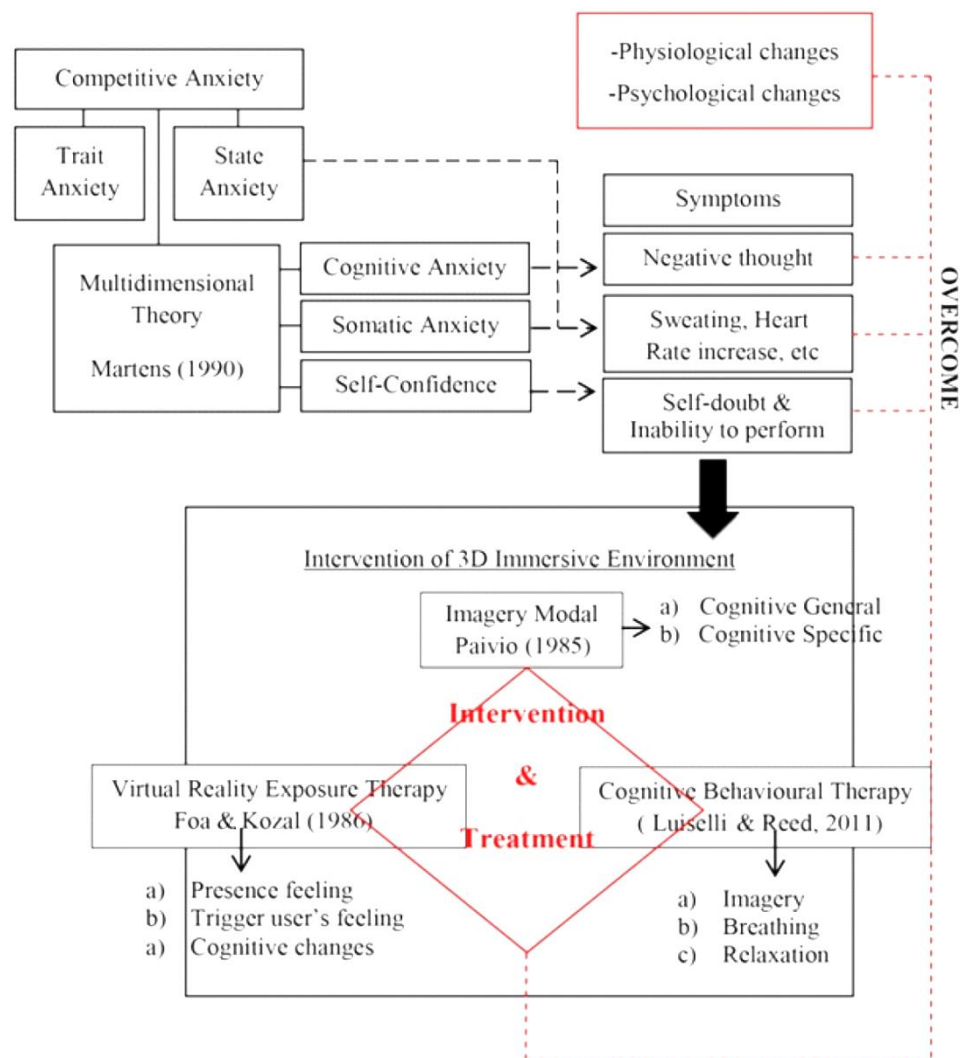 -Physiological changes
-Psychological changes
Competitive Anxiety
Trait
Anxiety
State
Anxiety
Symptoms
Multidimensional
Theory
Martens (1990)
Cognitive Anxiety
Somatic Anxiety
Self-Confidence
Negative thought
Sweating, Heart
Rate increase, etc
Self-doubt &
Inability to perform
OVERCOME
Intervention of 3D Immersive Environment
Imagery Modal
Paivio (1985)
a) Cognitive General
b) Cognitive Specific
Intervention
&
Treatment
Virtual Reality Exposure Therapy
Foa & Kozal (1986)
a) Presence feeling
b) Trigger user's feeling
a) Cognitive changes
Cognitive Behavioural Therapy
( Luiselli & Reed, 2011)
a) Imagery
b) Breathing
c) Relaxation